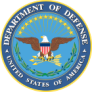 DEPARTMENT OF DEFENSE
UNITED STATES OF AMERICA